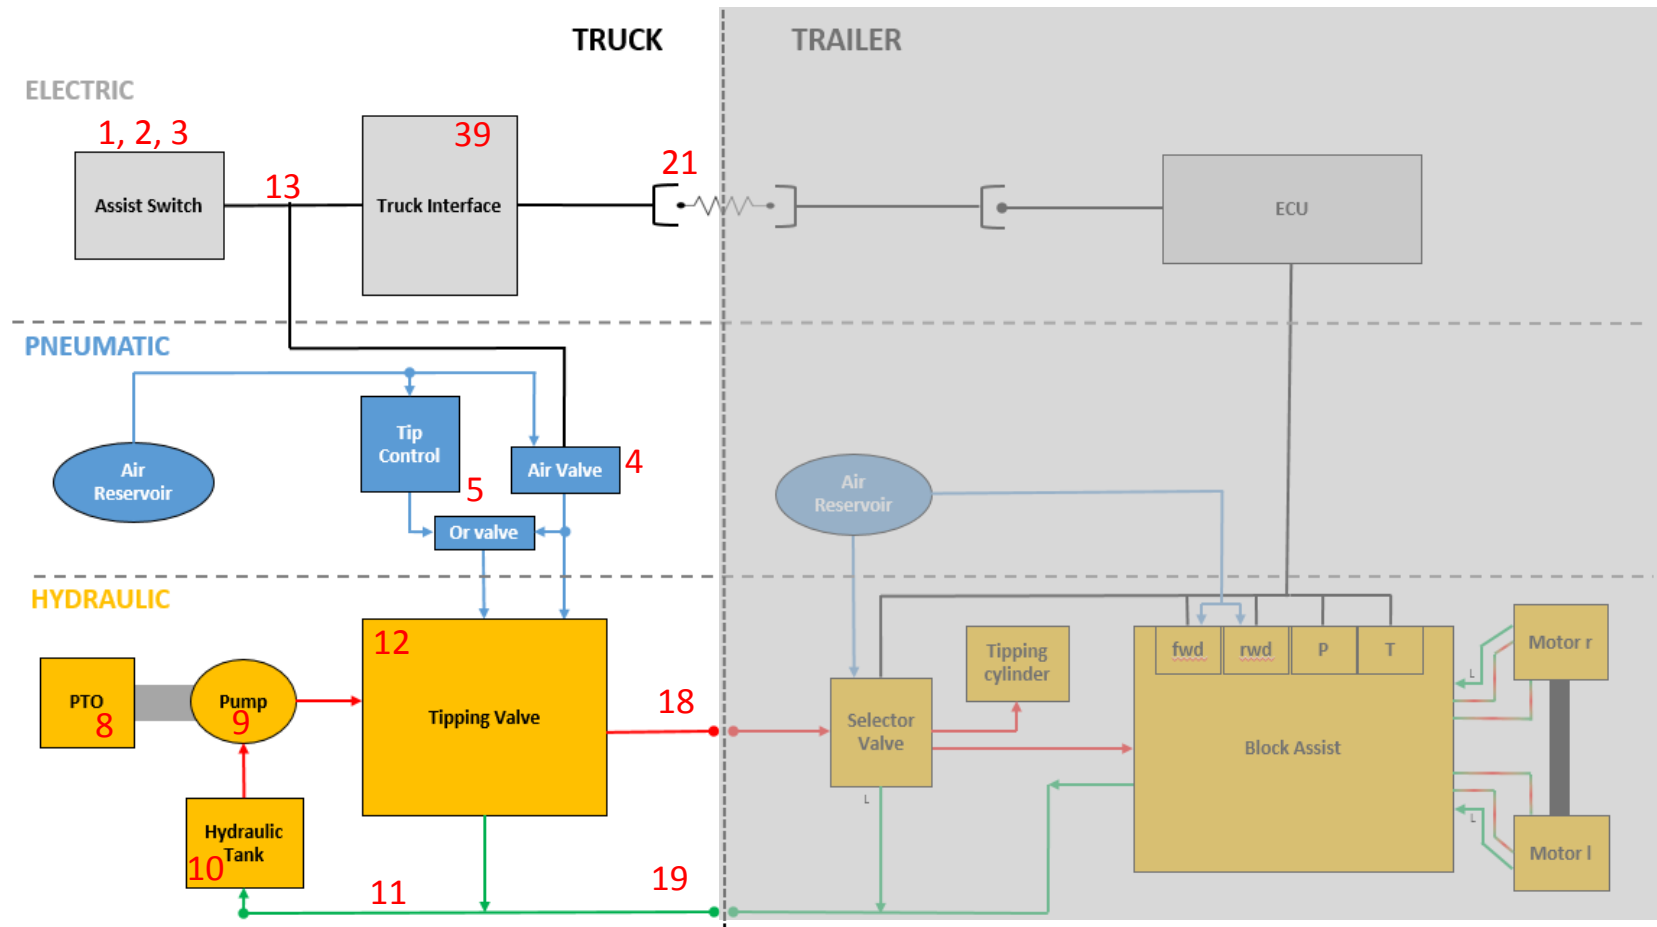 TRUCK
TRAILER
ELECTRIC
1, 2, 3
39
21
13
Assist Switch
Truck Interface
ECU
PNEUMATIC
Tip
Control
Air Valve
4
Air
Reservoir
5
Or valve
Air
Reservoir
HYDRAULIC
12
PTO
8
Pump
9
Tipping Valve
18
Tipping
cylinder
fwd
rwd
P
T
Motor r
L
Selector
Valve
Block Assist
L
L
Hydraulic
Tank
10
Motor l
11
19